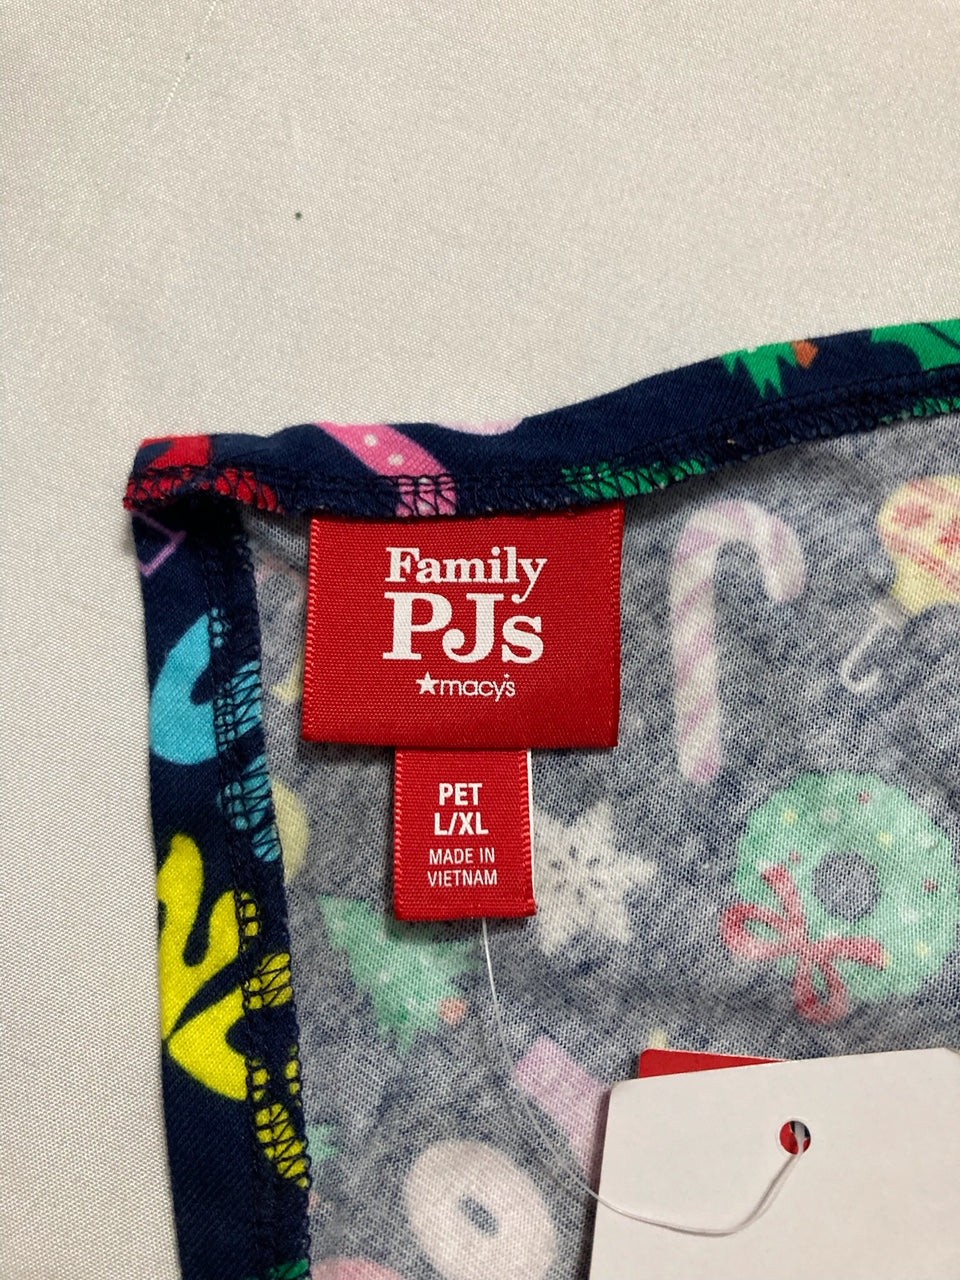 Family
PJs
macy's
PET
L/XL
MADE IN
VIETNAM